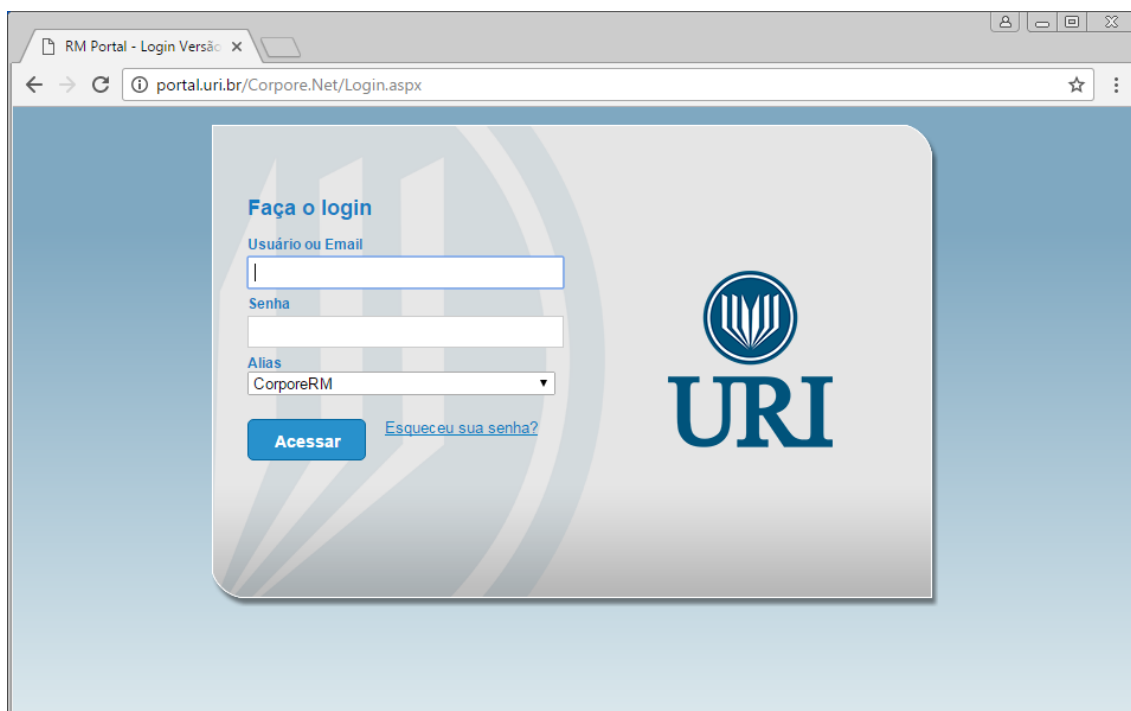 RM Portal - Login Versão
portal.uri.br/Corpore.Net/Login.aspx
Faça o login
Usuário ou Email
Senha
Alias
CorporeRM
Acessar
Esqueceu sua senha?
URI